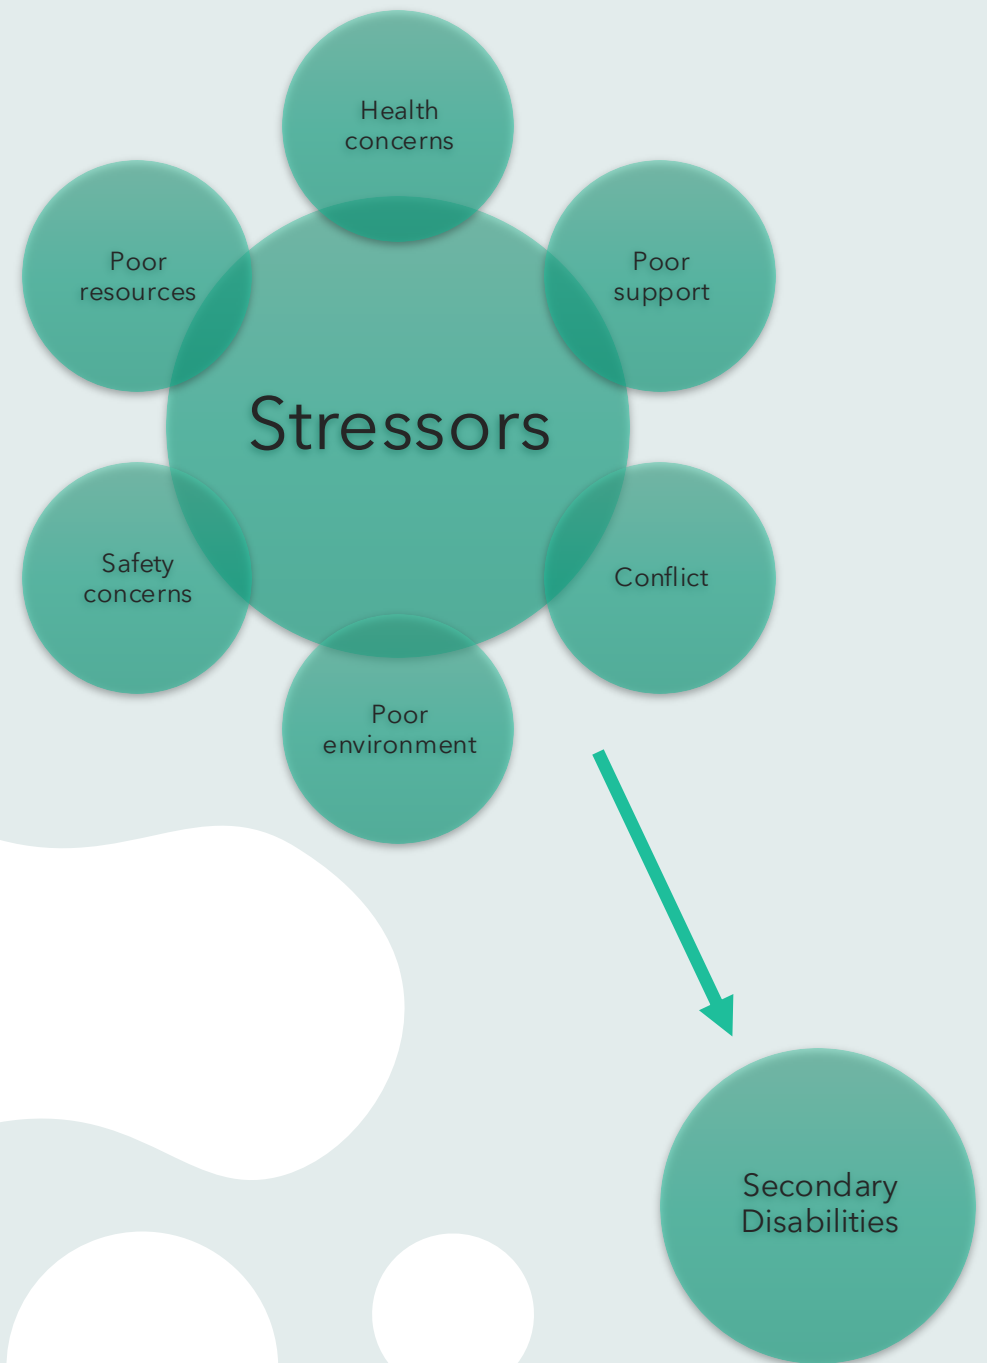 Health
concerns
Poor
resources
Poor
support
Stressors
Safety
concerns
Conflict
Poor
environment
Secondary
Disabilities